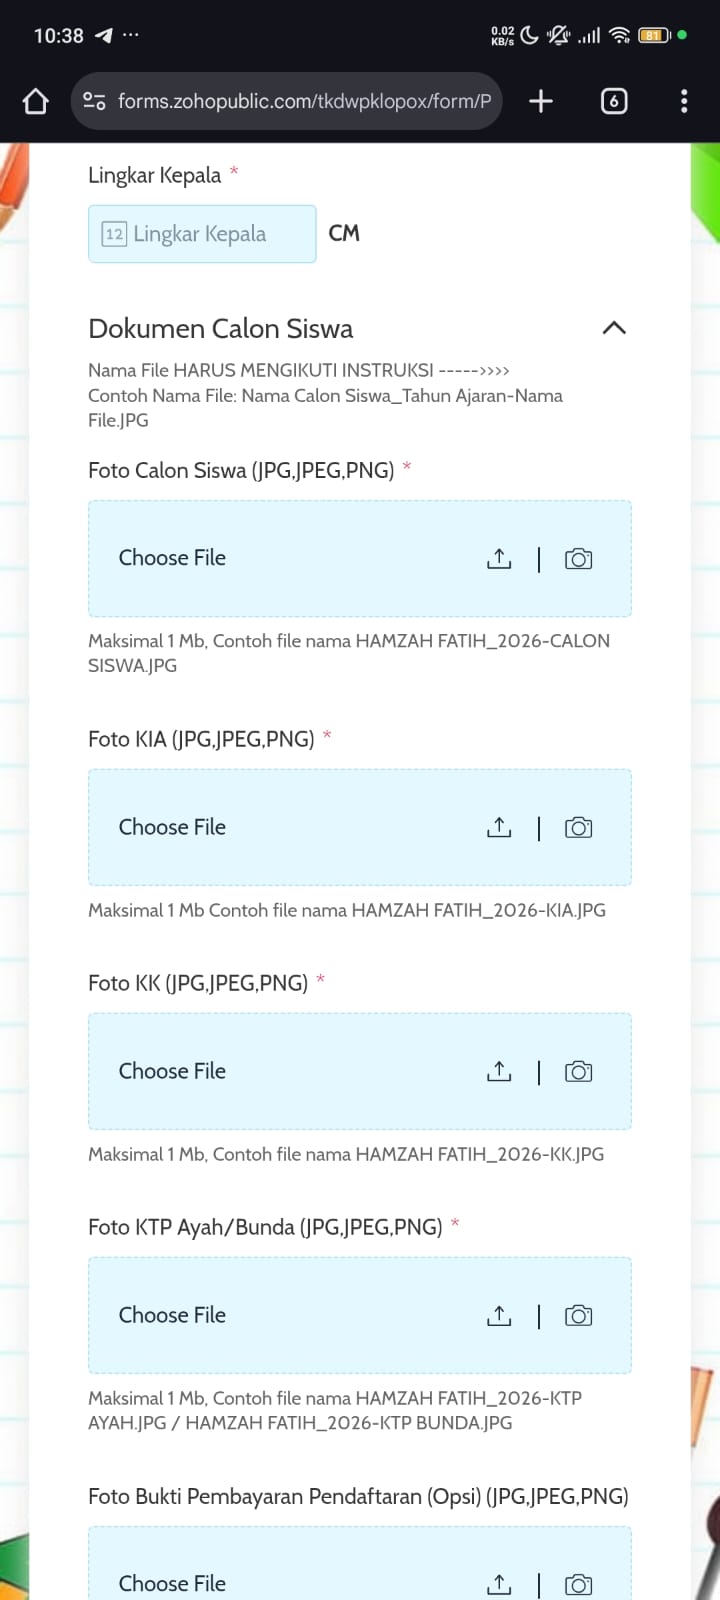 10:38
0.02
KB/s
81
forms.zohopublic.com/tkdwpklopox/form/P
6
Lingkar Kepala *
12 Lingkar Kepala CM
Dokumen Calon Siswa
Nama File HARUS MENGIKUTI INSTRUKSI ----->>>>
Contoh Nama File: Nama Calon Siswa_Tahun Ajaran-Nama
File.JPG
Foto Calon Siswa (JPG,JPEG,PNG) *
Choose File
Maksimal 1 Mb, Contoh file nama HAMZAH FATIH_2026-CALON
SISWA.JPG
Foto KIA (JPG,JPEG,PNG) *
Choose File
Maksimal 1 Mb Contoh file nama HAMZAH FATIH_2026-KIA.JPG
Foto KK (JPG,JPEG,PNG) *
Choose File
Maksimal 1 Mb, Contoh file nama HAMZAH FATIH_2026-KK.JPG
Foto KTP Ayah/Bunda (JPG,JPEG,PNG) *
Choose File
Maksimal 1 Mb, Contoh file nama HAMZAH FATIH_2026-KTP
AYAH.JPG / HAMZAH FATIH_2026-KTP BUNDA.JPG
Foto Bukti Pembayaran Pendaftaran (Opsi) (JPG,JPEG,PNG)
Choose File